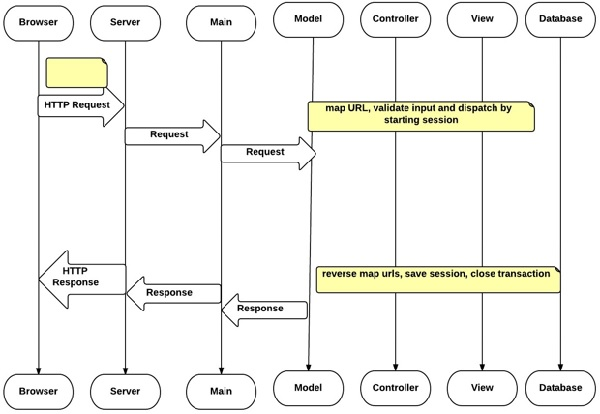 Browser
Server
Main
Model
Controller
View
Database
HTTP Request
map URL, validate input and dispatch by
starting session
Request
Request
HTTP
Response
reverse map urls, save session, close transaction
Response
Response
Browser
Server
Main
Model
Controller
View
Database